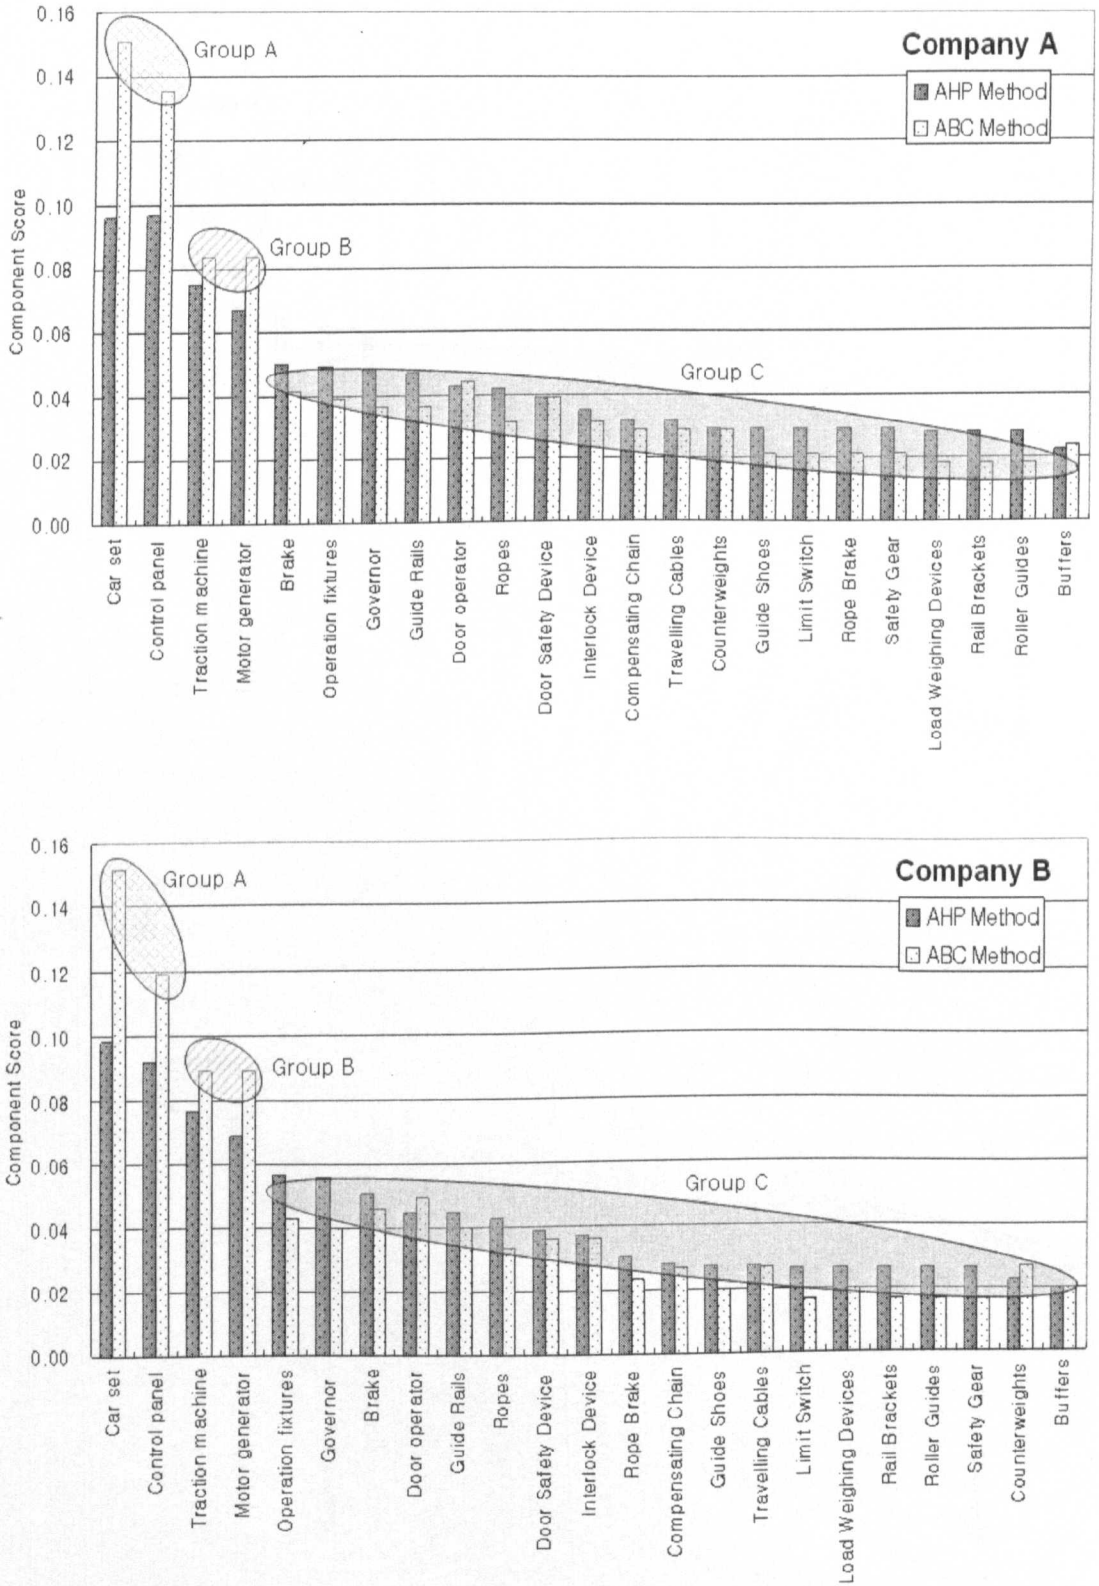 Company A
AHP Method
ABC Method
Group A
Group B
Group C
Component Score
0.16
0.14
0.12
0.10
0.08
0.06
0.04
0.02
0.00
Car set
Control panel
Traction machine
Motor generator
Brake
Operation fixtures
Governor
Guide Rails
Door operator
Ropes
Door Safety Device
Interlock Device
Compensating Chain
Travelling Cables
Counterweights
Guide Shoes
Limit Switch
Rope Brake
Safety Gear
Load Weighing Devices
Rail Brackets
Roller Guides
Buffers
Company B
AHP Method
ABC Method
Group A
Group B
Group C
Component Score
0.16
0.14
0.12
0.10
0.08
0.06
0.04
0.02
0.00
Car set
Control panel
Traction machine
Motor generator
Operation fixtures
Governor
Brake
Door operator
Guide Rails
Ropes
Door Safety Device
Interlock Device
Rope Brake
Compensating Chain
Guide Shoes
Travelling Cables
Limit Switch
Load Weighing Devices
Rail Brackets
Roller Guides
Safety Gear
Counterweights
Buffers